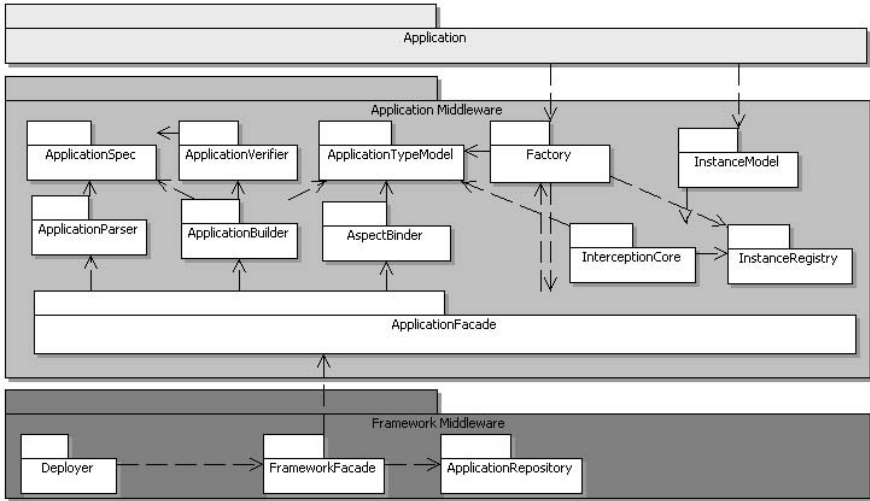 Application
Application Middleware
ApplicationSpec
ApplicationVerifier
ApplicationTypeModel
Factory
InstanceModel
ApplicationParser
ApplicationBuilder
AspectBinder
InterceptionCore
InstanceRegistry
ApplicationFacade
Framework Middleware
Deployer
FrameworkFacade
ApplicationRepository